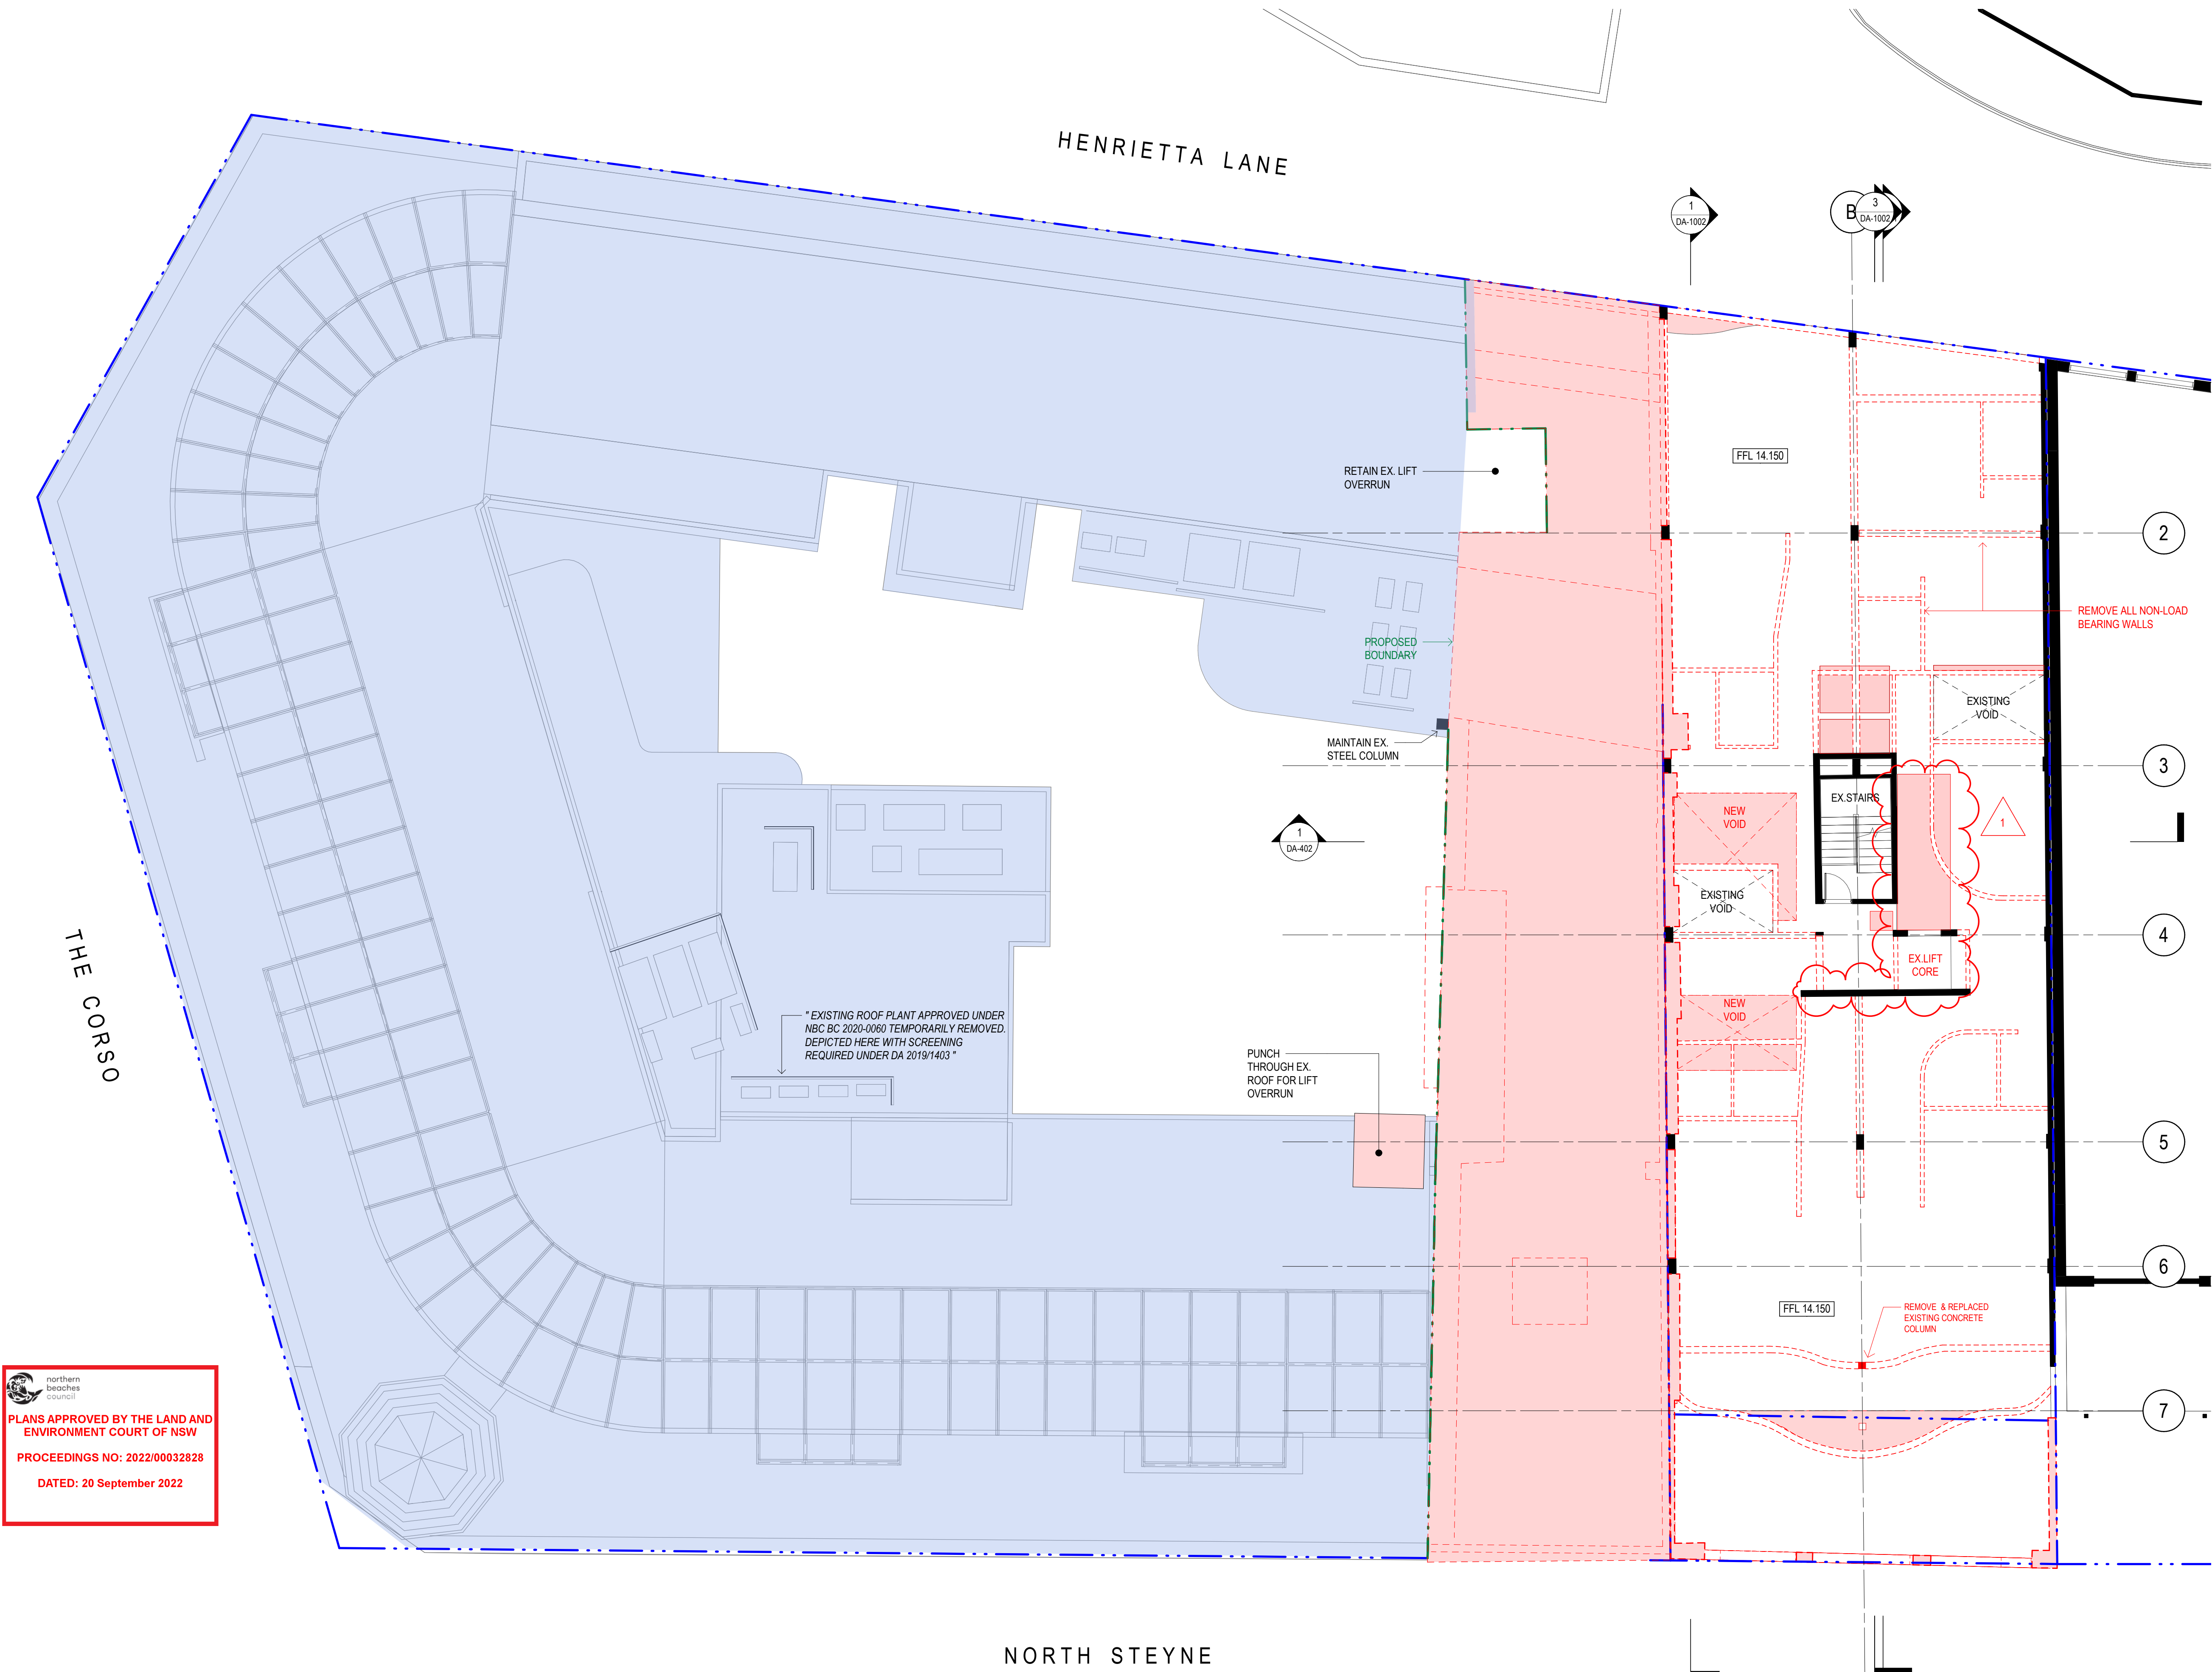 HENRIETTA LANE
1
DA-1002
B
3
DA-1002
RETAIN EX. LIFT
OVERRUN
FFL 14.150
2
PROPOSED
BOUNDARY
REMOVE ALL NON-LOAD
BEARING WALLS
EXISTING
VOID
MAINTAIN EX.
STEEL COLUMN
3
EX.STAIRS
NEW
VOID
1
1
DA-402
EXISTING
VOID
4
THE CORSO
EX.LIFT
CORE
NEW
VOID
" EXISTING ROOF PLANT APPROVED UNDER
NBC BC 2020-0060 TEMPORARILY REMOVED.
DEPICTED HERE WITH SCREENING
REQUIRED UNDER DA 2019/1403 "
PUNCH
THROUGH EX.
ROOF FOR LIFT
OVERRUN
5
6
FFL 14.150
REMOVE & REPLACED
EXISTING CONCRETE
COLUMN
7
northern
beaches
council
PLANS APPROVED BY THE LAND AND
ENVIRONMENT COURT OF NSW
PROCEEDINGS NO: 2022/00032828
DATED: 20 September 2022
NORTH STEYNE